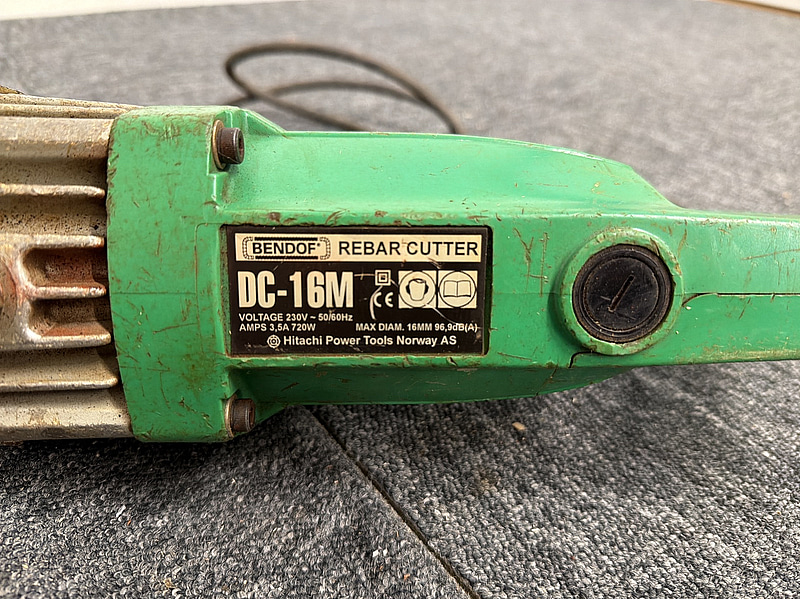 BENDOF® REBAR CUTTER
DC-16M CE
VOLTAGE 230V ~ 50/60Hz
AMPS 3,5A 720W MAX DIAM. 16MM 96,9dB(A)
Hitachi Power Tools Norway AS